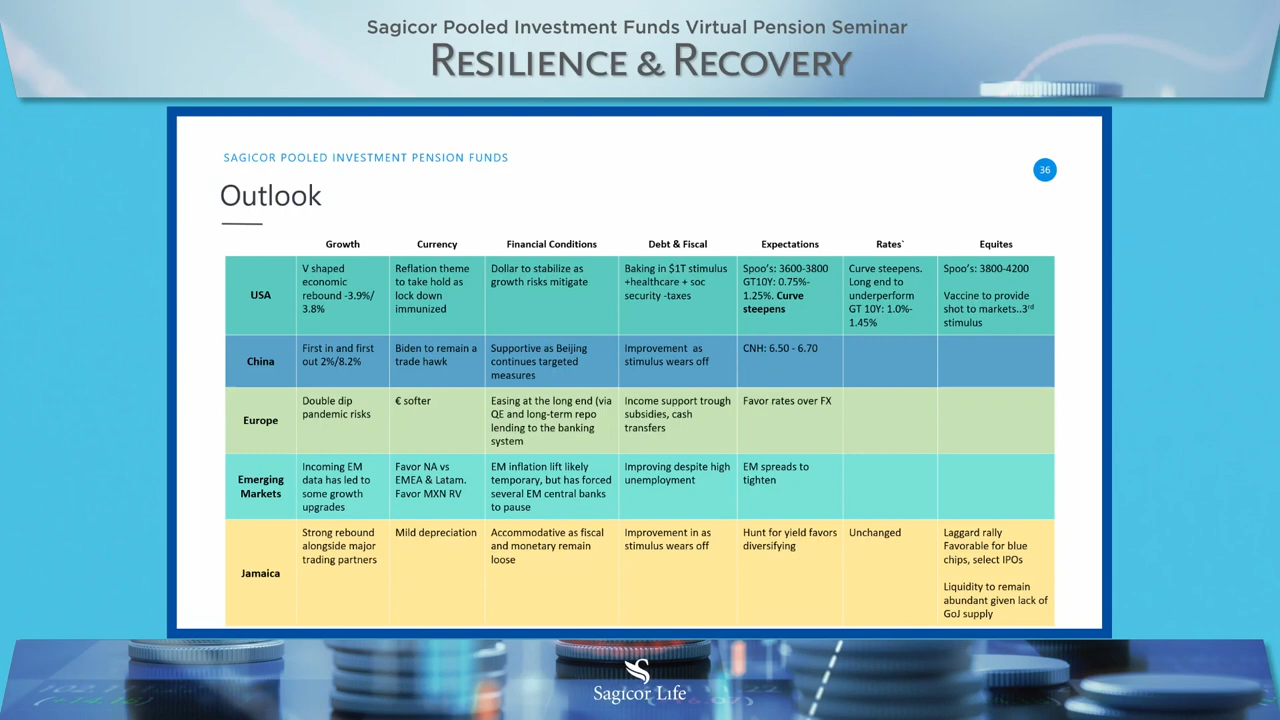 Sagicor Pooled Investment Funds Virtual Pension Seminar
RESILIENCE & RECOVERY
SAGICOR POOLED INVESTMENT PENSION FUNDS
36
Outlook
Growth
Currency
Financial Conditions
Debt & Fiscal
Expectations
Rates`
Equites
USA
V shaped
economic
rebound -3.9%/
3.8%
Reflation theme
to take hold as
lock down
immunized
Dollar to stabilize as
growth risks mitigate
Baking in $1T stimulus
+healthcare + soc
security -taxes
Spoo's: 3600-3800
GT10Y: 0.75%-
1.25%. Curve
steepens
Curve steepens.
Long end to
underperform
GT 10Y: 1.0%-
1.45%
Spoo's: 3800-4200
Vaccine to provide
shot to markets..3rd
stimulus
China
First in and first
out 2%/8.2%
Biden to remain a
trade hawk
Supportive as Beijing
continues targeted
measures
Improvement as
stimulus wears off
CNH: 6.50 - 6.70
Europe
Double dip
pandemic risks
€ softer
Easing at the long end (via
QE and long-term repo
lending to the banking
system
Income support trough
subsidies, cash
transfers
Favor rates over FX
Emerging
Markets
Incoming EM
data has led to
some growth
upgrades
Favor NA vs
EMEA & Latam.
Favor MXN RV
EM inflation lift likely
temporary, but has forced
several EM central banks
to pause
Improving despite high
unemployment
EM spreads to
tighten
Jamaica
Strong rebound
alongside major
trading partners
Mild depreciation
Accommodative as fiscal
and monetary remain
loose
Improvement in as
stimulus wears off
Hunt for yield favors
diversifying
Unchanged
Laggard rally
Favorable for blue
chips, select IPOs
Liquidity to remain
abundant given lack of
GoJ supply
Sagicor Life